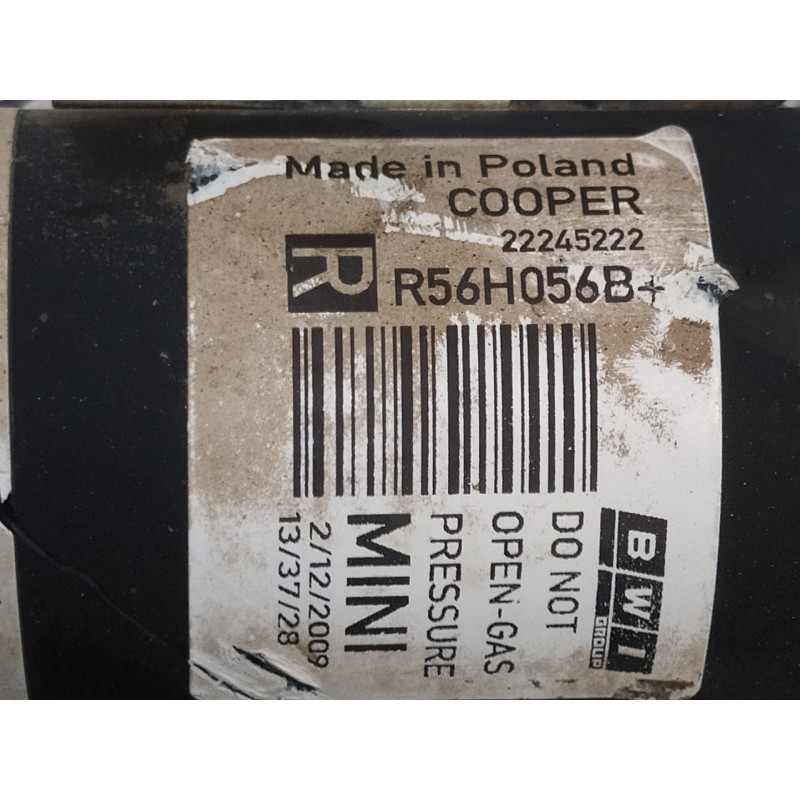 Made in Poland
COOPER
22245222
R
R56H056B+
BWI
GROUP
DO NOT
OPEN-GAS
PRESSURE
MINI
2/12/2009
13/37/28